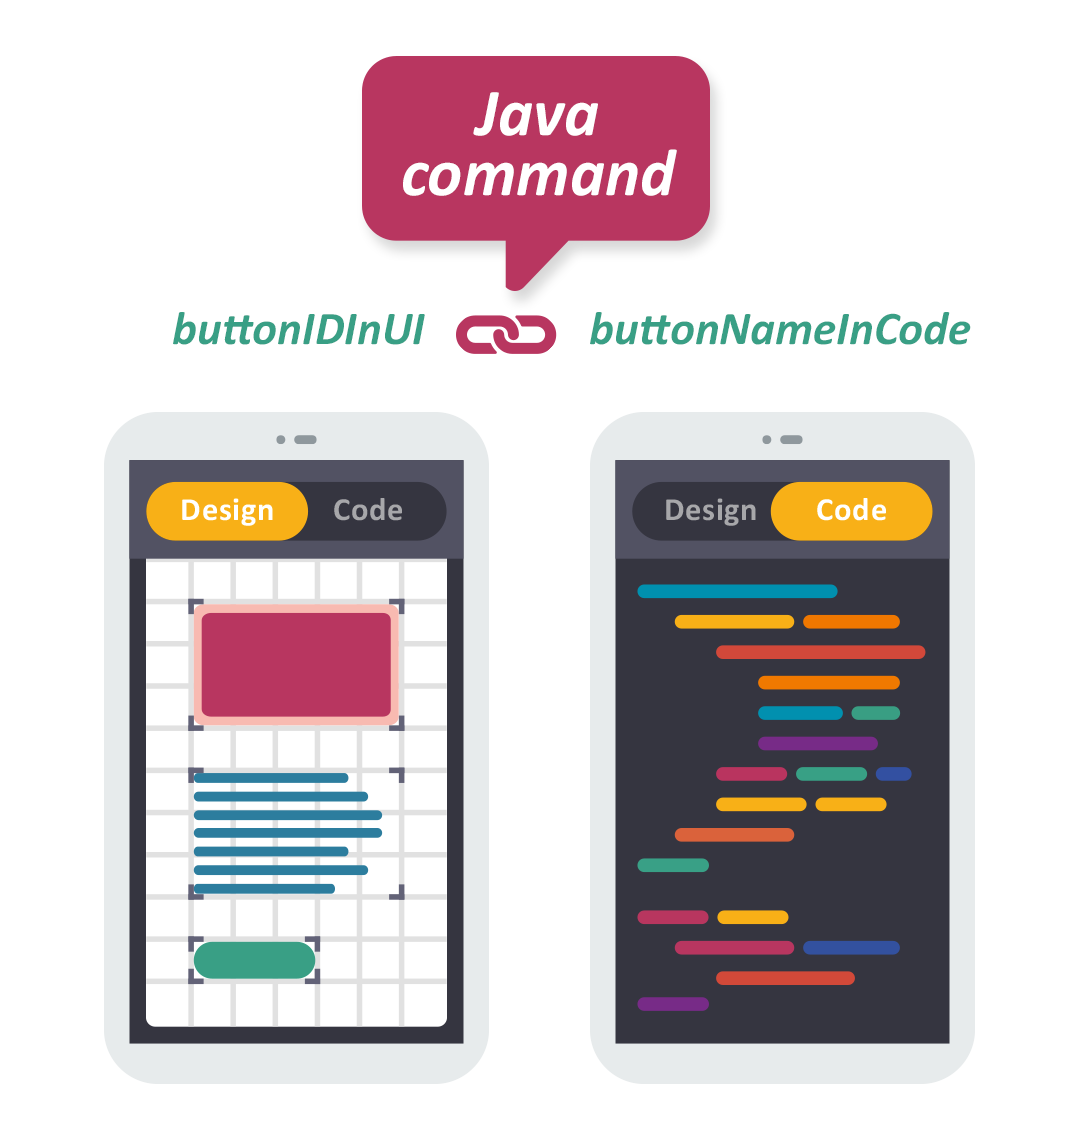 Java
command
buttonIDInUI
buttonNameInCode
Design Code
Design Code